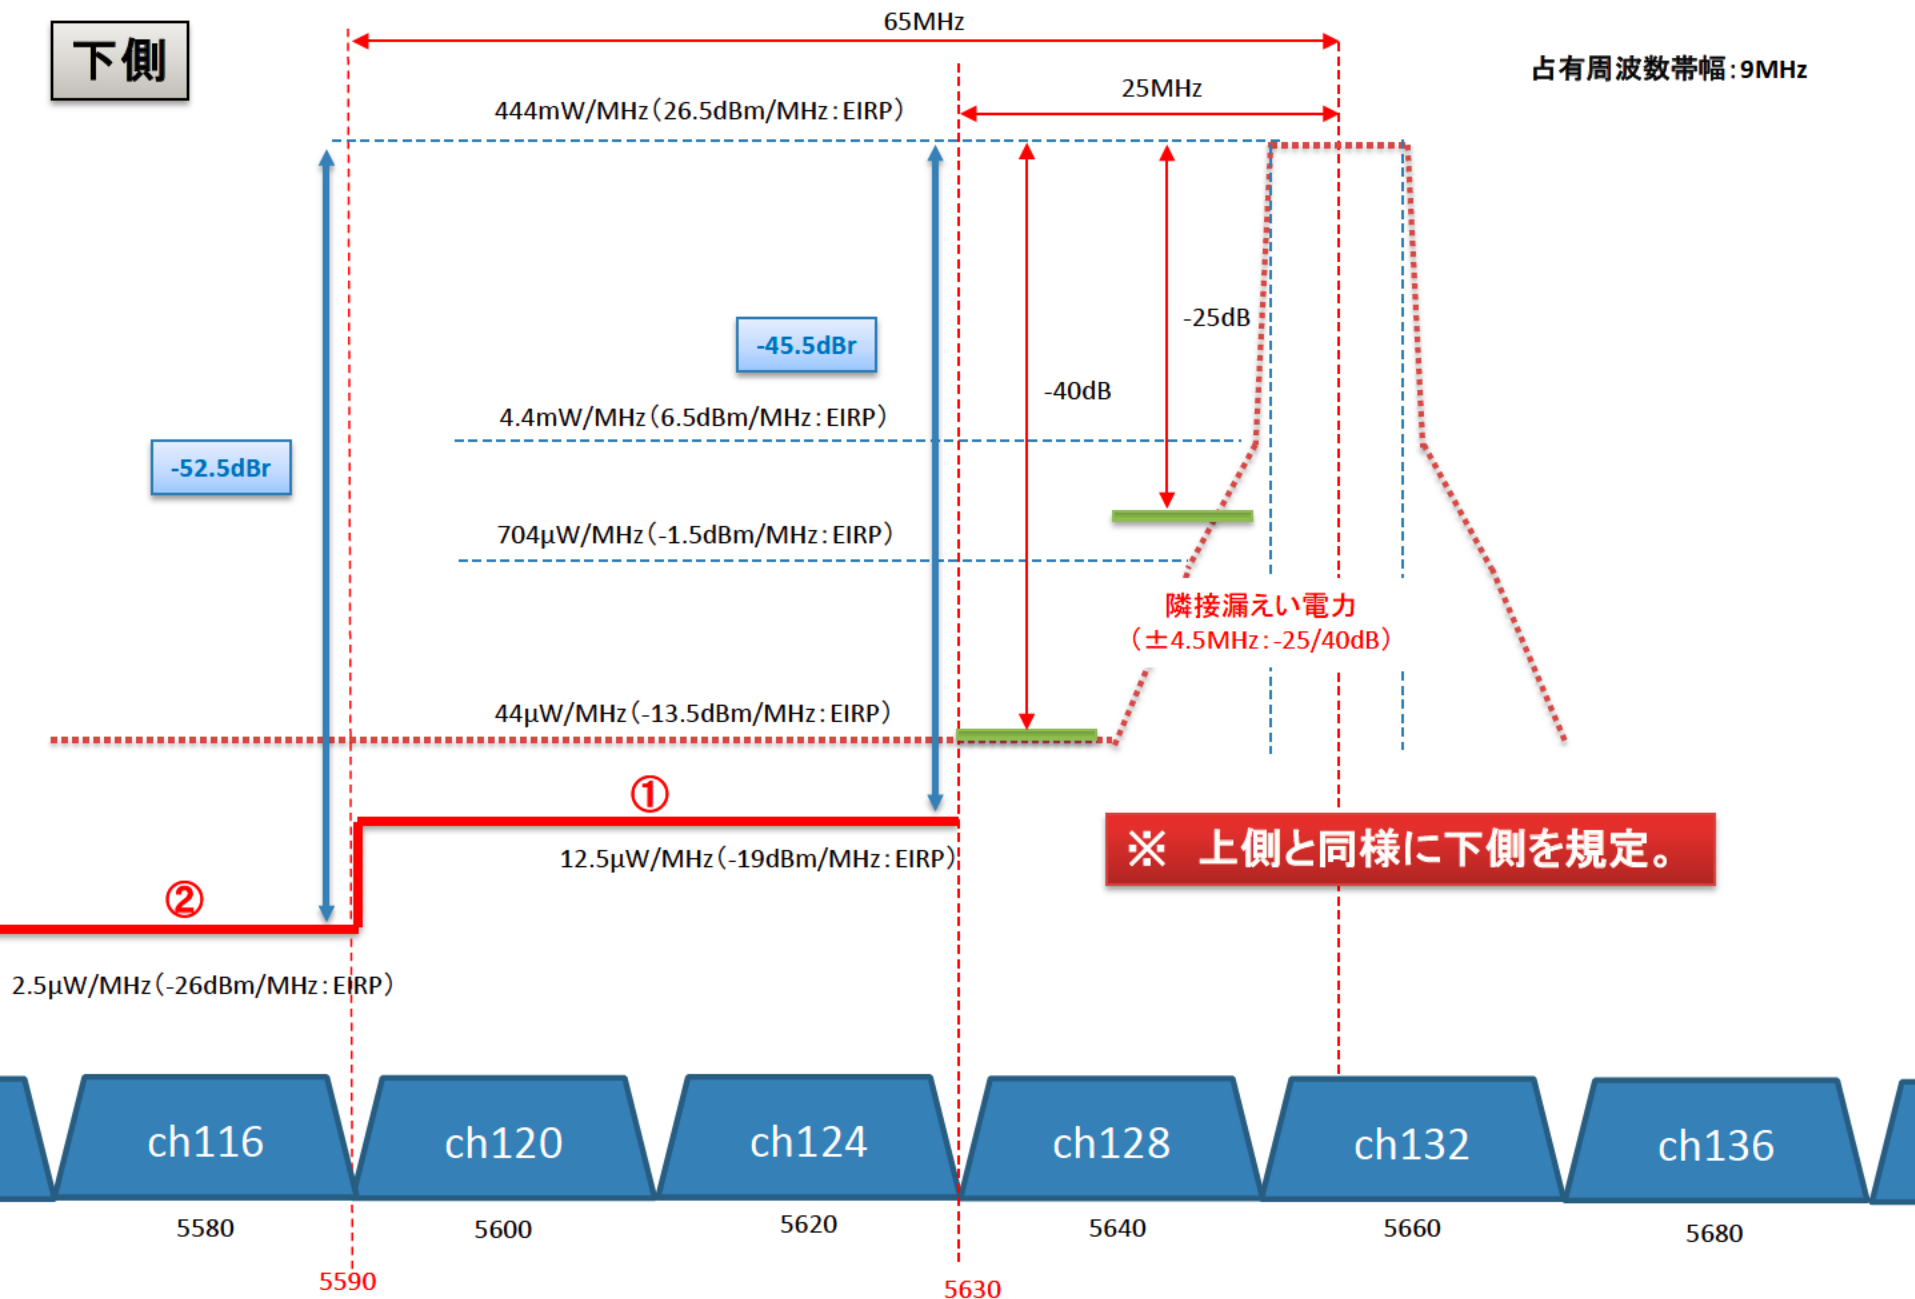 下側
65MHz
占有周波数帯幅:9MHz
25MHz
444mW/MHz(26.5dBm/MHz:EIRP)
-25dB
-45.5dBr
-40dB
4.4mW/MHz(6.5dBm/MHz:EIRP)
-52.5dBr
704μW/MHz(-1.5dBm/MHz:EIRP)
隣接漏えい電力
(±4.5MHz:-25/40dB)
44μW/MHz(-13.5dBm/MHz:EIRP)
①
※ 上側と同様に下側を規定。
12.5μW/MHz(-19dBm/MHz:EIRP)
②
2.5μW/MHz(-26dBm/MHz:EIRP)
ch116 ch120 ch124 ch128 ch132 ch136
5580 5600 5620 5640 5660 5680
5590 5630